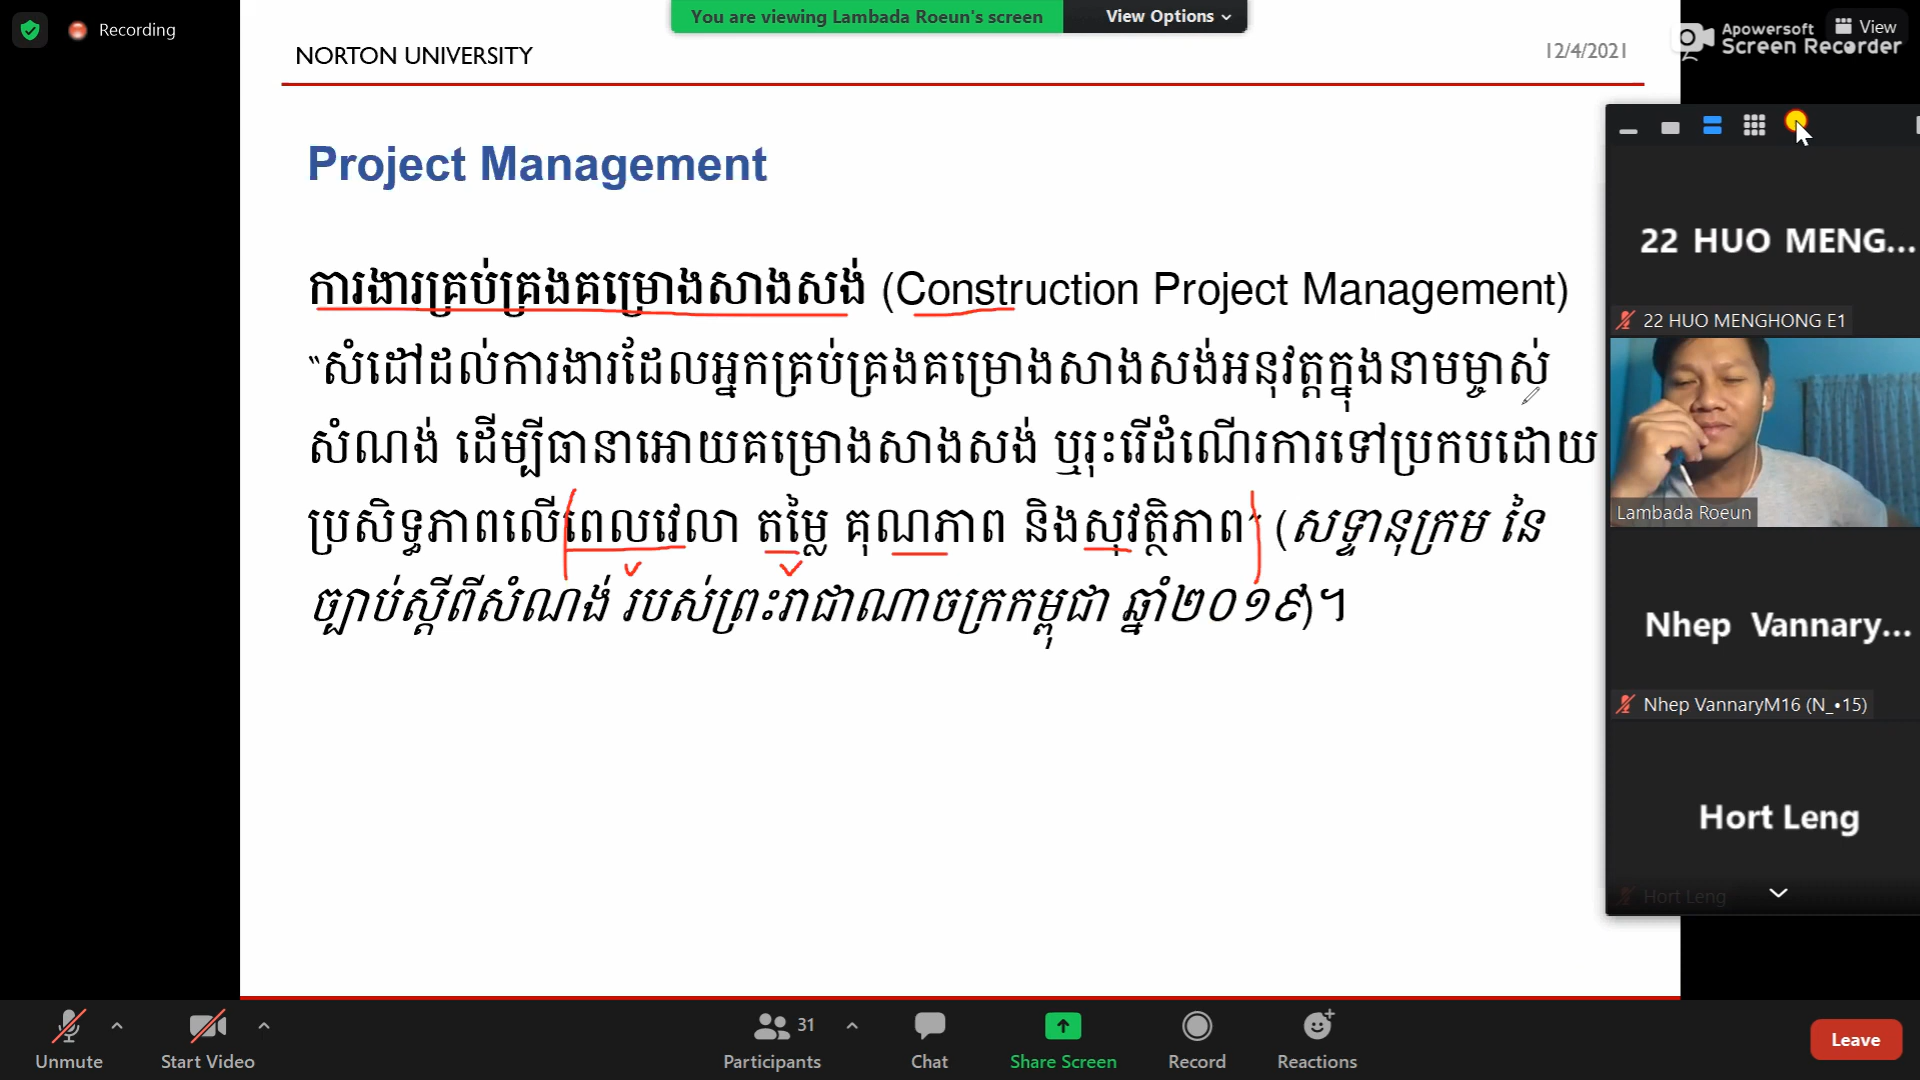 You are viewing Lambada Roeun's screen
View Options
Recording
NORTON UNIVERSITY
12/4/2021
Apowersoft
Screen Recorder
View
Project Management
ការងារគ្រប់គ្រងគម្រោងសាងសង់ (Construction Project Management)
“សំដៅដល់ការងារដែលអ្នកគ្រប់គ្រងគម្រោងសាងសង់អនុវត្តក្នុងនាមម្ចាស់
សំណង់ ដើម្បីធានាអោយគម្រោងសាងសង់ ឬរុះរើដំណើរការទៅប្រកបដោយ
ប្រសិទ្ធភាពលើពេលវេលា តម្លៃ គុណភាព និងសុវត្ថិភាព” (សទ្ទានុក្រម នៃ
ច្បាប់ស្តីពីសំណង់ របស់ព្រះរាជាណាចក្រកម្ពុជា ឆ្នាំ២០១៩)។
22 HUO MENG...
22 HUO MENGHONG E1
Lambada Roeun
Nhep Vannary...
Nhep VannaryM16 (N_•15)
Hort Leng
Hort Leng
Unmute
Start Video
31
Participants
Chat
Share Screen
Record
Reactions
Leave